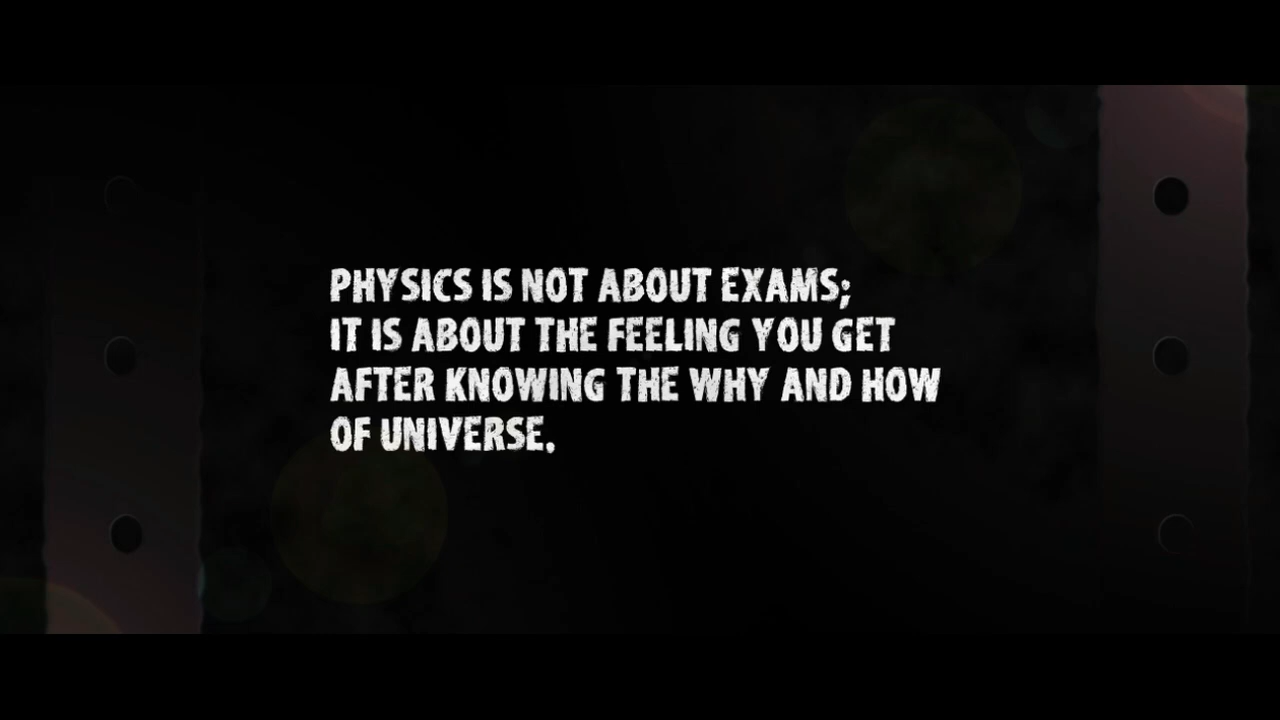 PHYSICS IS NOT ABOUT EXAMS;
IT IS ABOUT THE FEELING YOU GET
AFTER KNOWING THE WHY AND HOW
OF UNIVERSE.